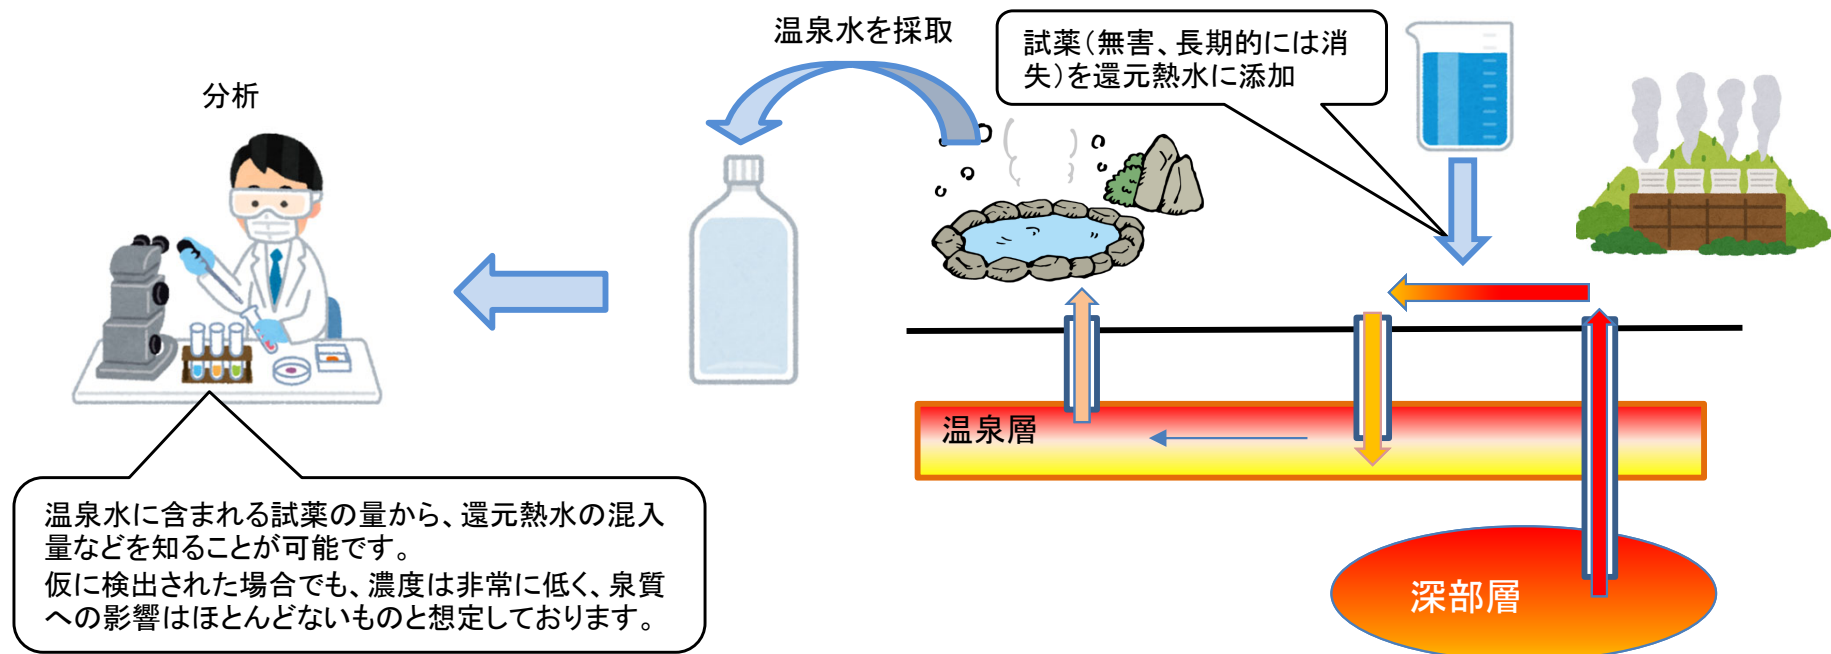 温泉水を採取
試薬(無害、長期的には消
失)を還元熱水に添加
分析
温泉層
深部層
温泉水に含まれる試薬の量から、還元熱水の混入
量などを知ることが可能です。
仮に検出された場合でも、濃度は非常に低く、泉質
への影響はほとんどないものと想定しております。